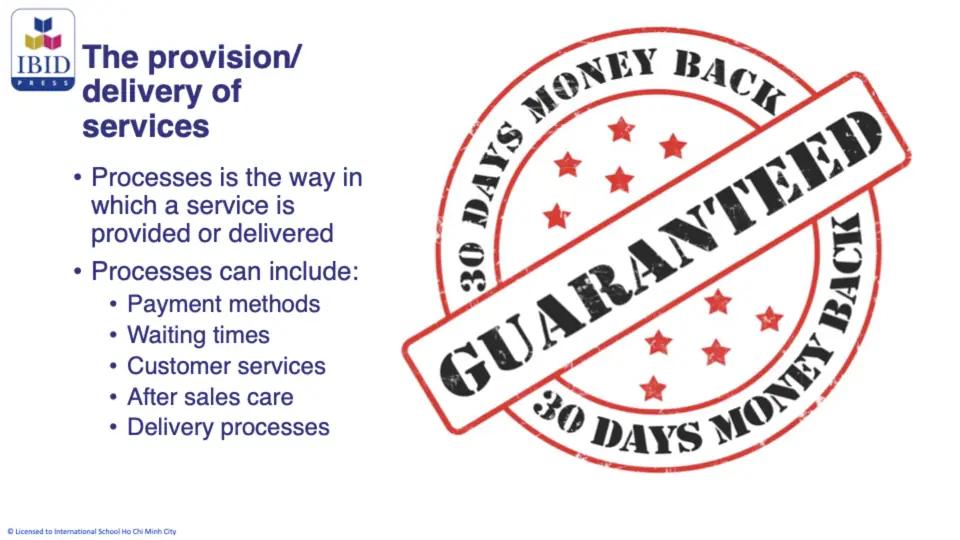 IBID
PRESS
The provision/
delivery of
services
• Processes is the way in
which a service is
provided or delivered
• Processes can include:
• Payment methods
• Waiting times
• Customer services
• After sales care
• Delivery processes
30 DAYS MONEY BACK
GUARANTEED
30 DAYS MONEY BACK
© Licensed to International School Ho Chi Minh City